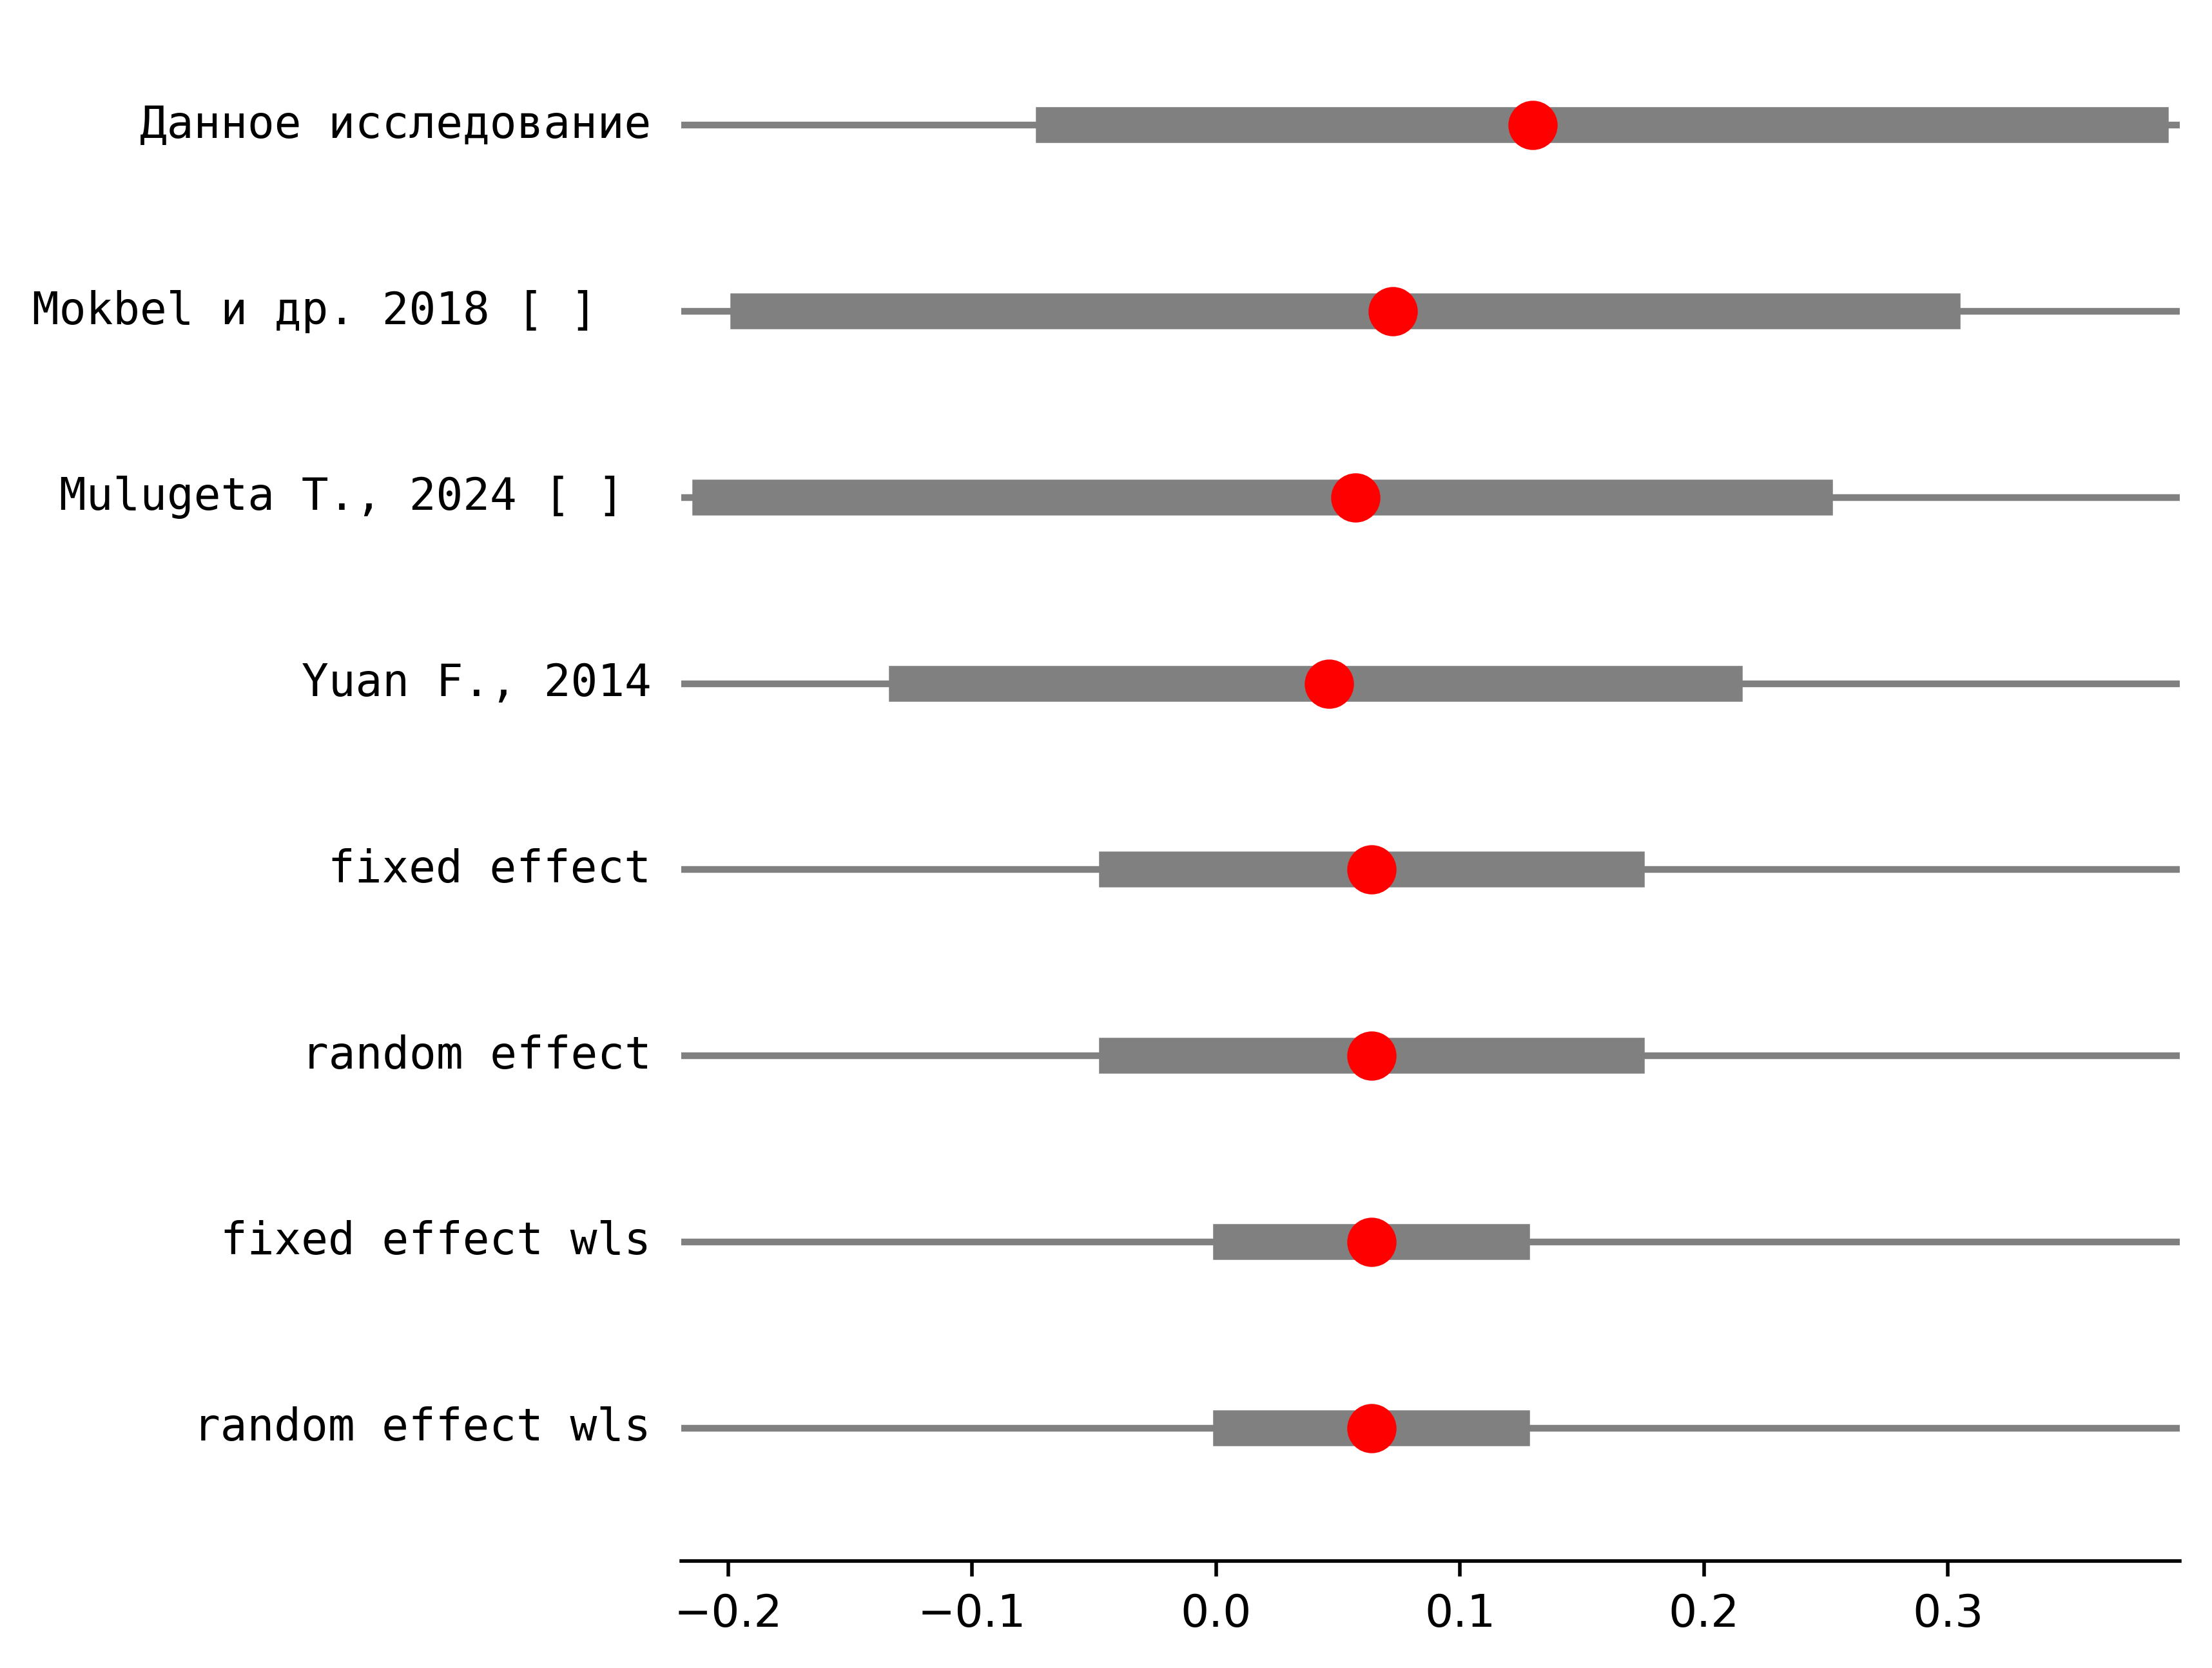 Данное исследование
Mokbel и др. 2018 [ ]
Mulugeta T., 2024 [ ]
Yuan F., 2014
fixed effect
random effect
fixed effect wls
random effect wls
−0.2 −0.1 0.0 0.1 0.2 0.3